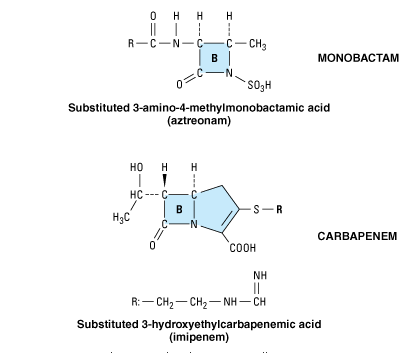 O H H H
R—C—N—C—C—CH3
B
C—N
O SO3H
MONOBACTAM
Substituted 3-amino-4-methylmonobactamic acid
(aztreonam)
HO H H
HC---C—C
S—R
B
H3C C—N
O COOH
CARBAPENEM
NH
R:—CH2—CH2—NH—CH
Substituted 3-hydroxyethylcarbapenemic acid
(imipenem)